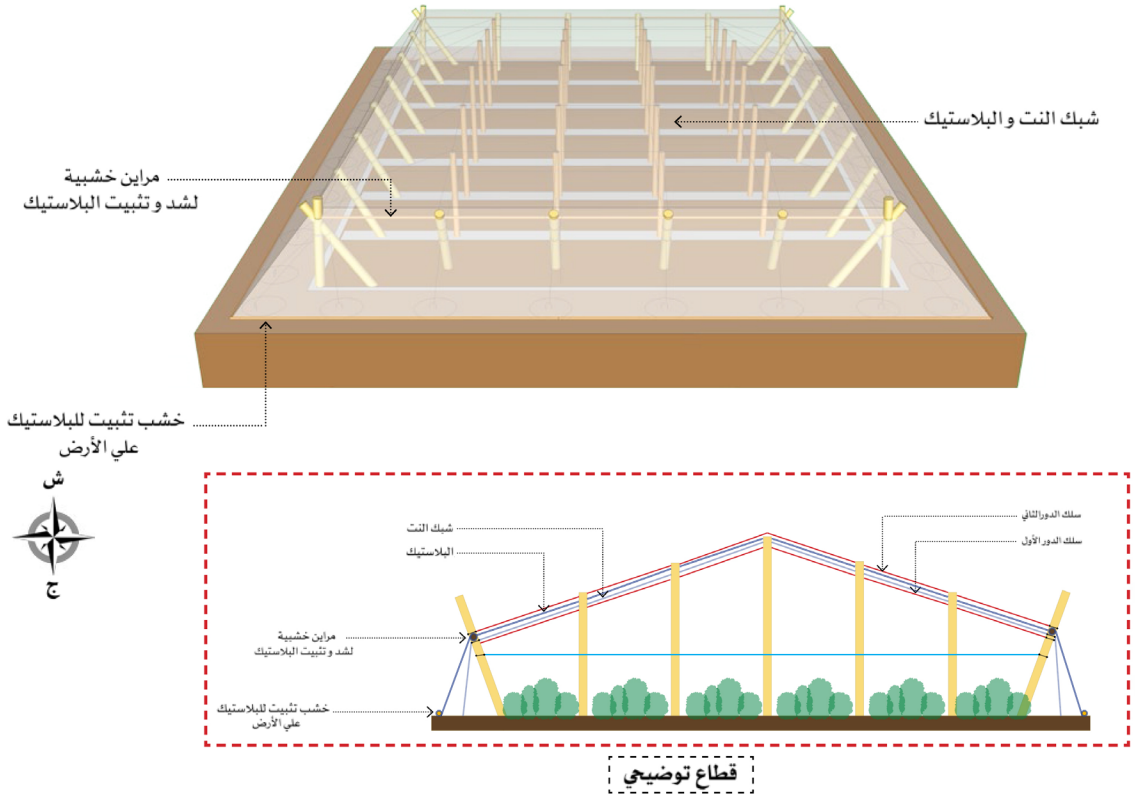 شبك النت و البلاستيك
مراين خشبية
لشد و تثبيت البلاستيك
خشب تثبيت للبلاستيك
علي الأرض
ش
ج
سلك الدور الثاني
شبك النت
سلك الدور الأول
البلاستيك
مراين خشبية
لشد و تثبيت البلاستيك
خشب تثبيت للبلاستيك
علي الأرض
قطاع توضيحي